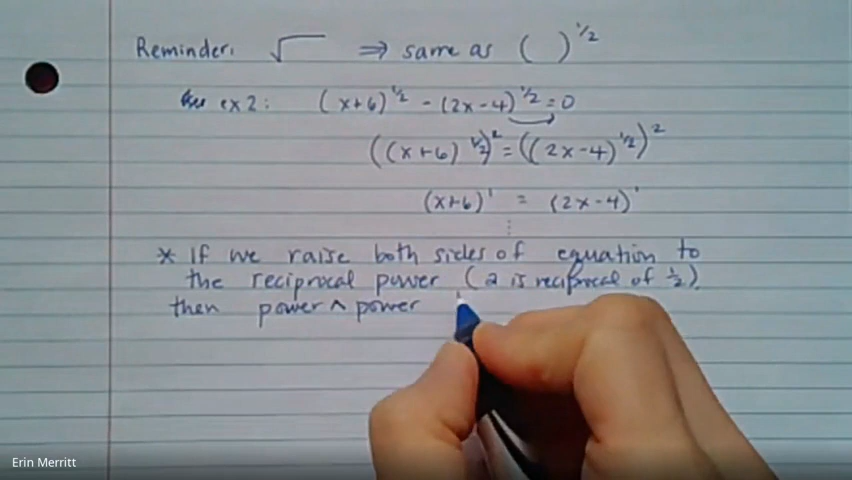 Reminder: √ ⇒ same as ( )^1/2
ex 2: (x+6)^1/2 - (2x-4)^1/2 = 0
((x+6)^1/2)^2 = ((2x-4)^1/2)^2
(x+6)^1 = (2x-4)^1
⋮
* If we raise both sides of equation to
the reciprocal power (2 is reciprocal of 1/2)
then power ^ power
Erin Merritt